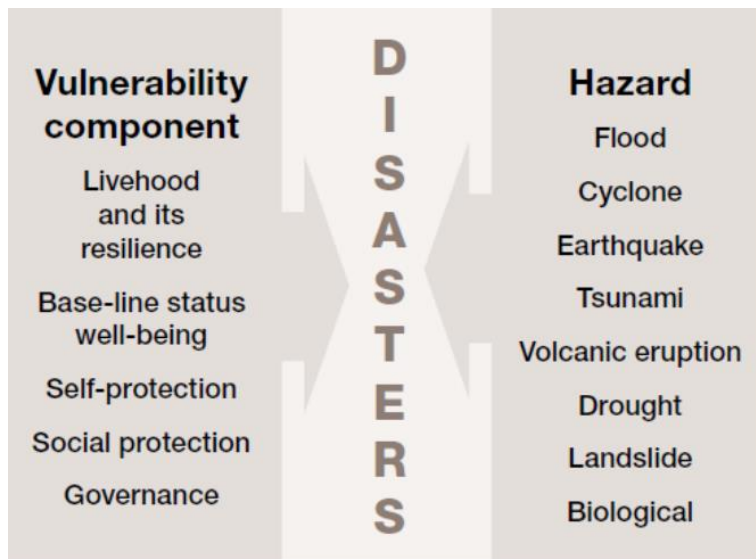 Vulnerability
component
Livehood
and its
resilience
Base-line status
well-being
Self-protection
Social protection
Governance
DISASTERS
Hazard
Flood
Cyclone
Earthquake
Tsunami
Volcanic eruption
Drought
Landslide
Biological